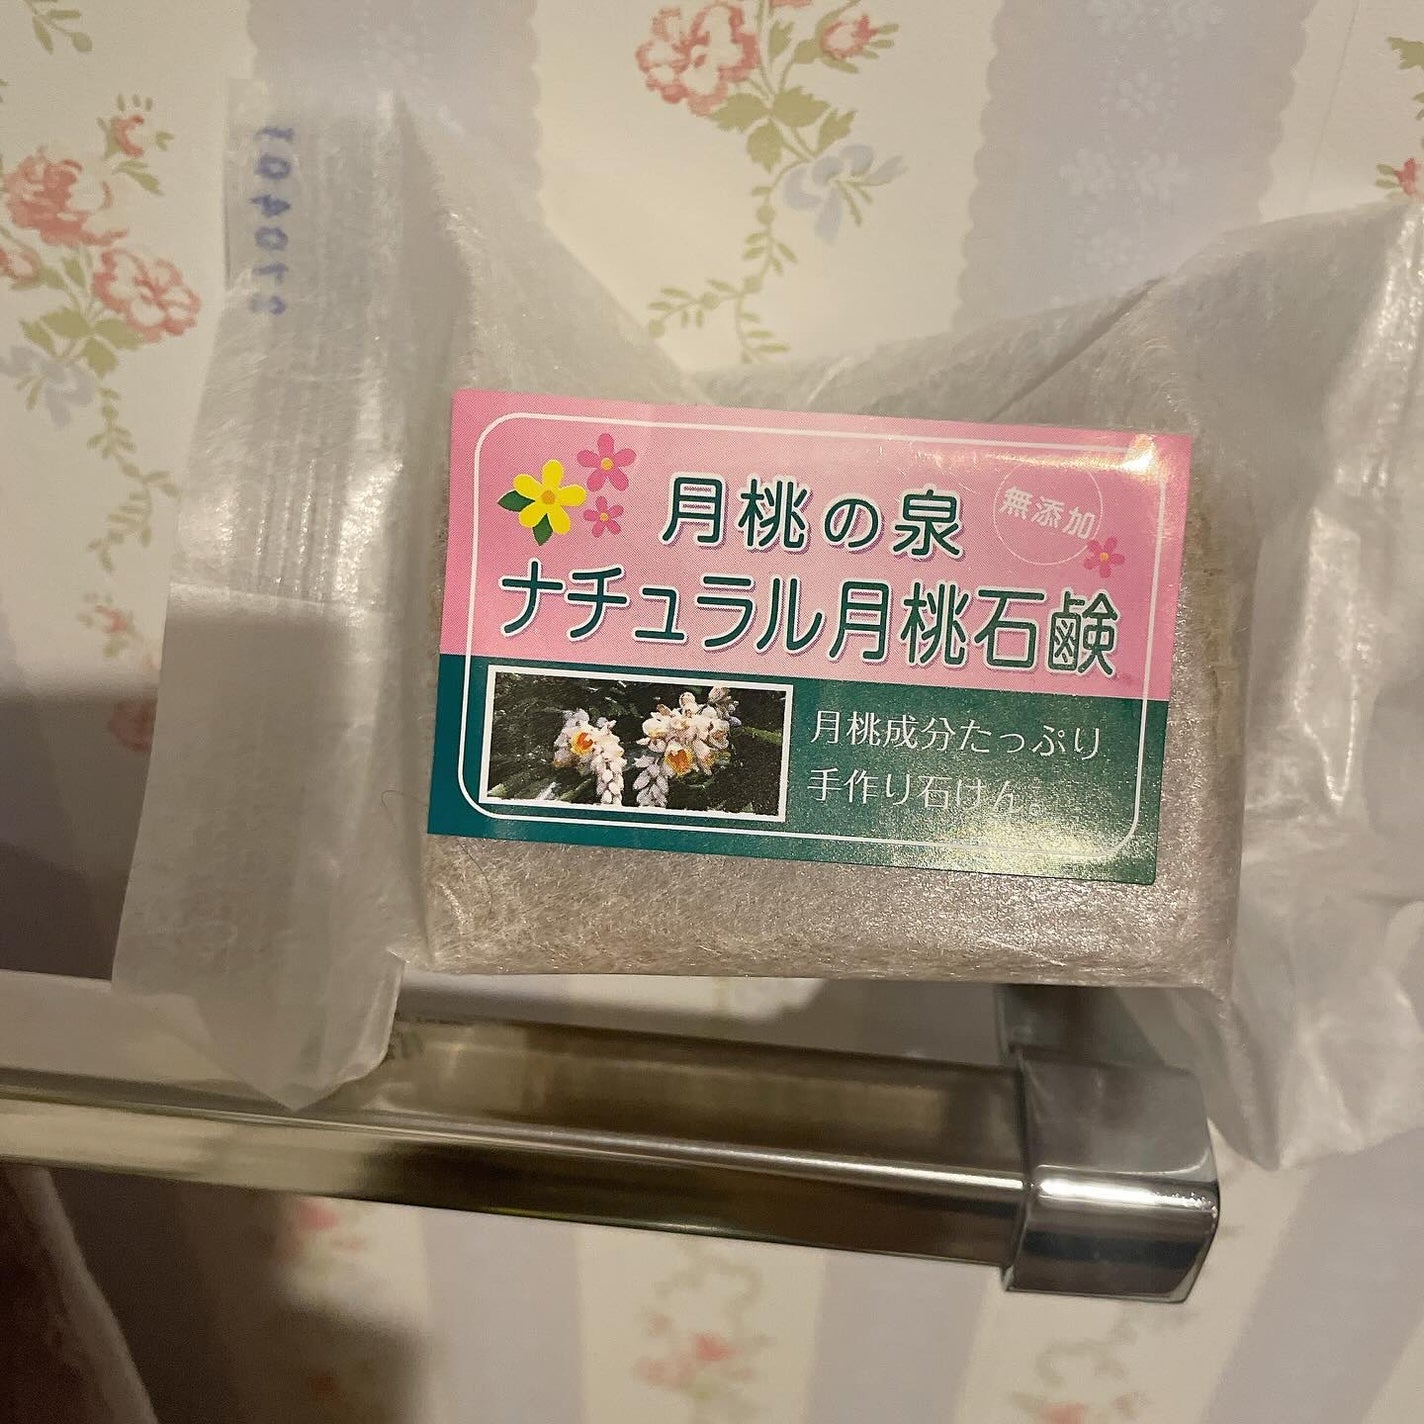 月桃の泉
無添加
ナチュラル月桃石鹸
月桃成分たっぷり
手作り石けん。